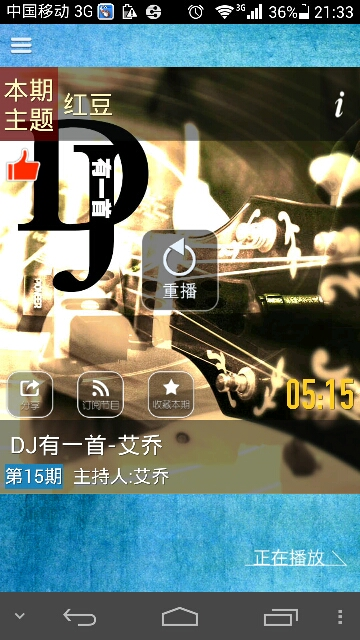 中国移动 3G 3G 36% 21:33
本期
主题
红豆
i
DJ
有一首
POWER
重播
分享 订阅节目 收藏本期
05:15
DJ有一首-艾乔
第15期 主持人:艾乔
正在播放